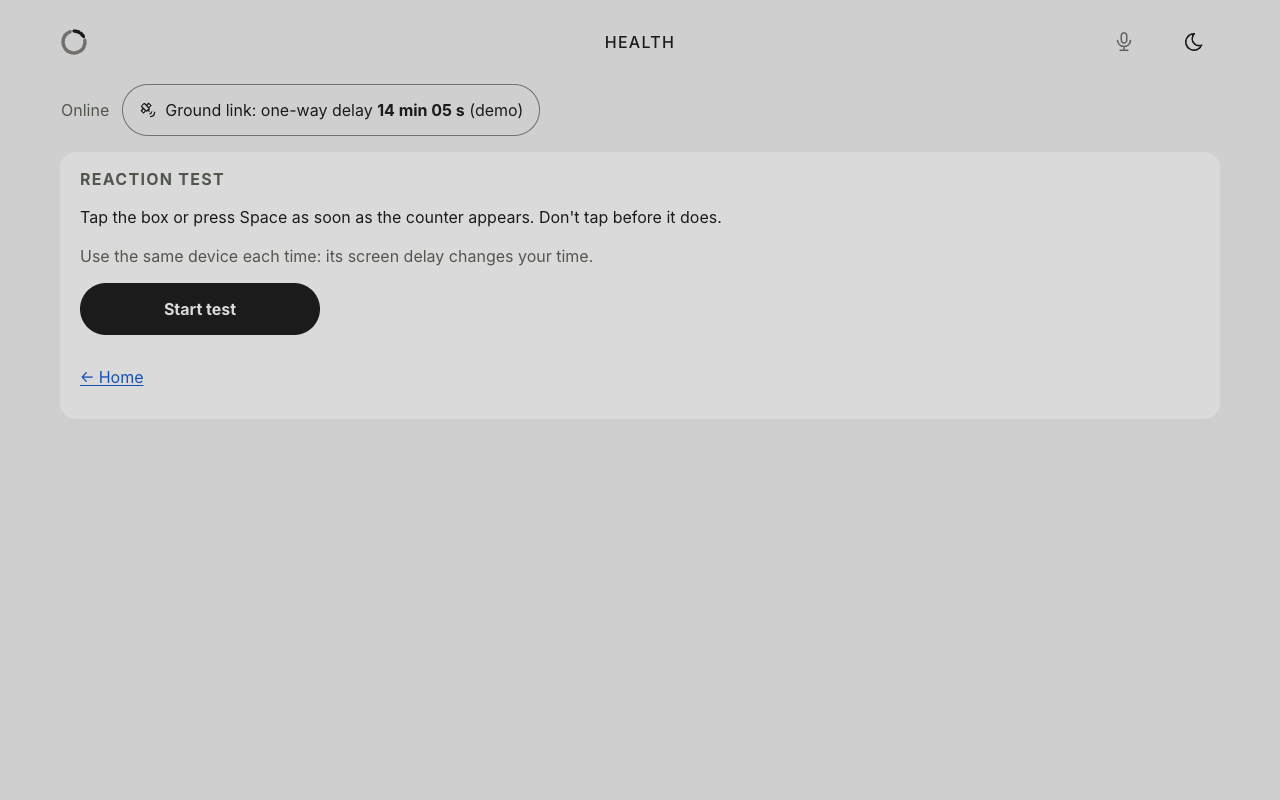 HEALTH
Online
Ground link: one-way delay 14 min 05 s (demo)
REACTION TEST
Tap the box or press Space as soon as the counter appears. Don't tap before it does.
Use the same device each time: its screen delay changes your time.
Start test
← Home